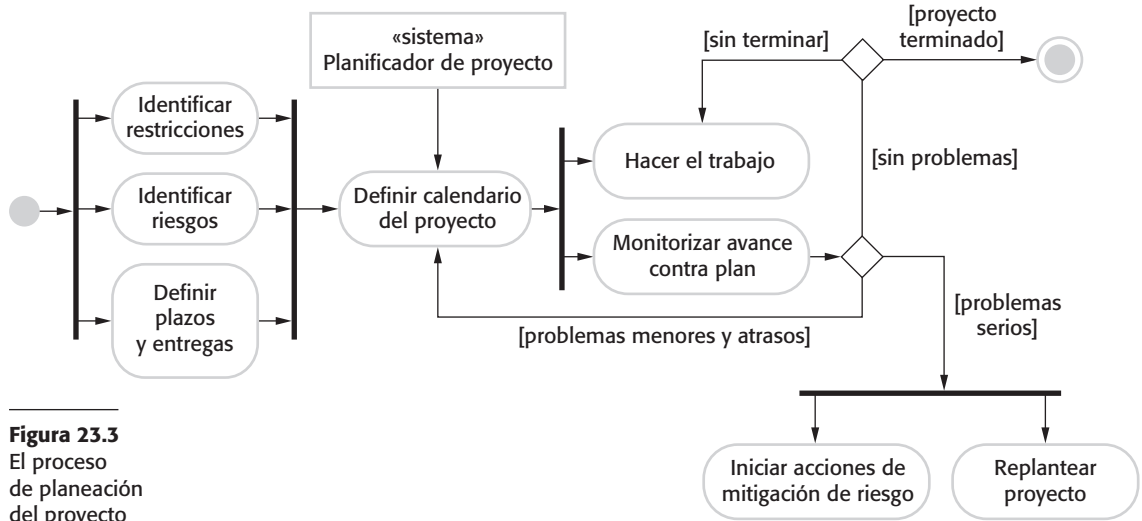 «sistema»
Planificador de proyecto
[sin terminar]
[proyecto
terminado]
Identificar
restricciones
Identificar
riesgos
Definir
plazos
y entregas
Definir calendario
del proyecto
Hacer el trabajo
[sin problemas]
Monitorizar avance
contra plan
[problemas menores y atrasos]
[problemas
serios]
Iniciar acciones de
mitigación de riesgo
Replantear
proyecto
Figura 23.3
El proceso
de planeación
del proyecto